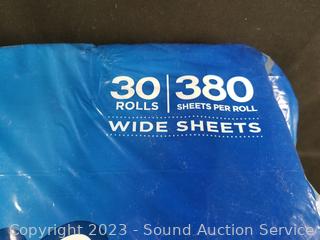 30 | 380
ROLLS SHEETS PER ROLL
WIDE SHEETS
Copyright 2023 - Sound Auction Service